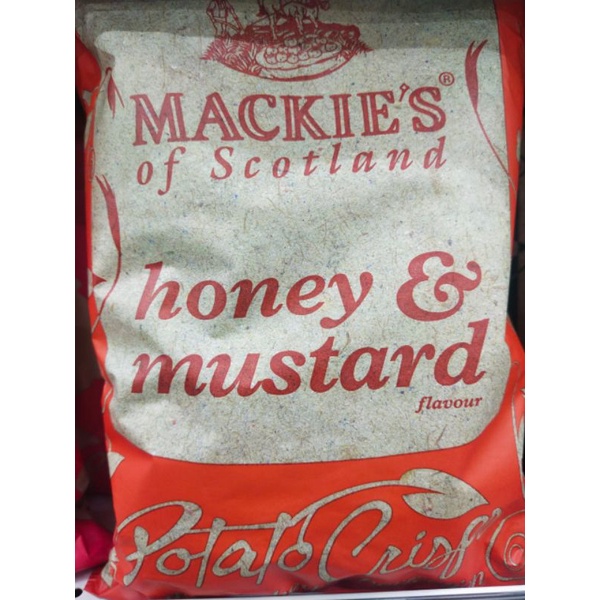 MACKIE'S®
of Scotland
honey &
mustard
flavour
Potato Crisps